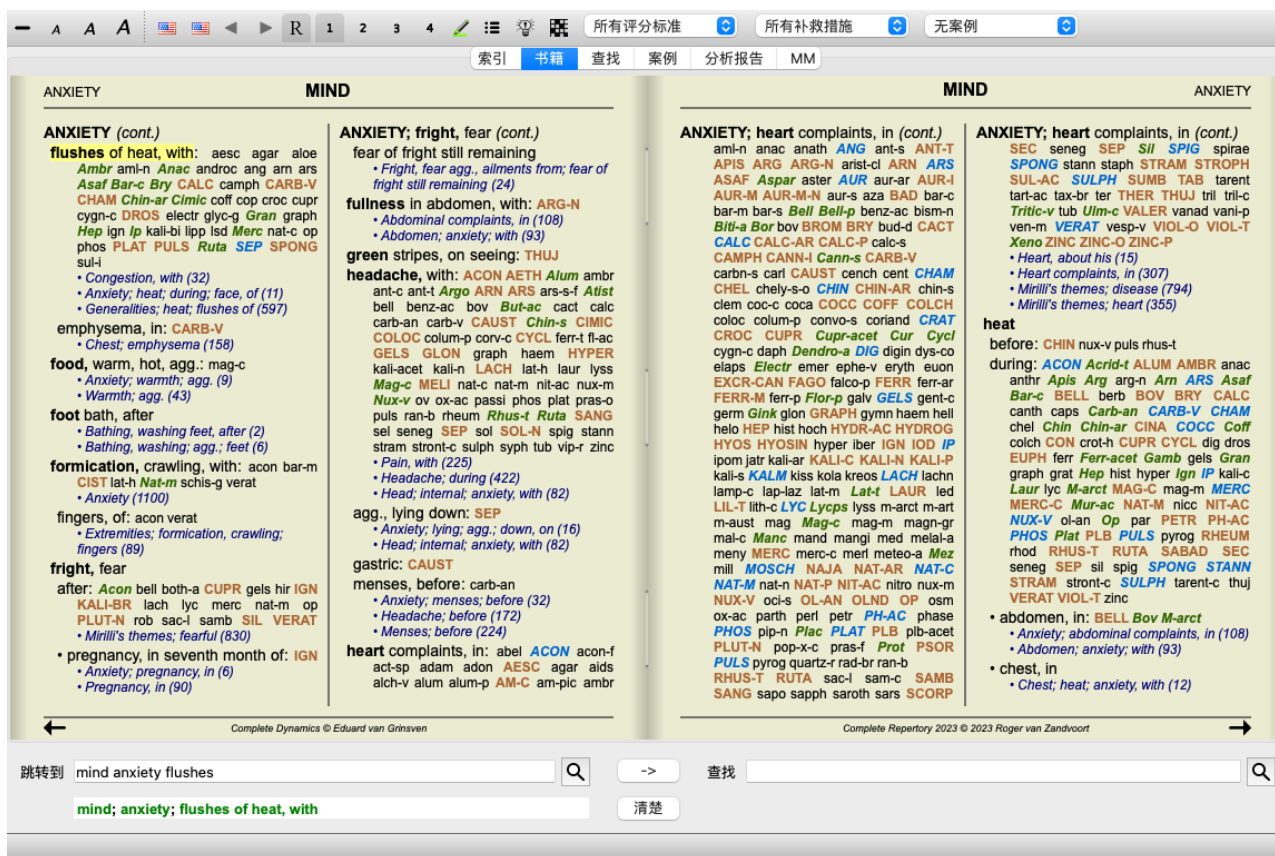 A A A R 1 2 3 4 所有评分标准 所有补救措施 无案例
索引 书籍 查找 案例 分析报告 MM
ANXIETY MIND
ANXIETY (cont.)
flushes of heat, with: aesc agar aloe
Ambr aml-n Anac androc ang arn ars
Asaf Bar-c Bry CALC camph CARB-V
CHAM Chin-ar Cimic coff cop croc cupr
cygn-c DROS electr glyc-g Gran graph
Hep ign Ip kali-bi lipp lsd Merc nat-c op
phos PLAT PULS Ruta SEP SPONG
sul-i
• Congestion, with (32)
• Anxiety; heat; during; face, of (11)
• Generalities; heat; flushes of (597)
emphysema, in: CARB-V
• Chest; emphysema (158)
food, warm, hot, agg.: mag-c
• Anxiety; warmth; agg. (9)
• Warmth; agg. (43)
foot bath, after
• Bathing, washing feet, after (2)
• Bathing, washing; agg.; feet (6)
formication, crawling, with: acon bar-m
CIST lat-h Nat-m schis-g verat
• Anxiety (1100)
fingers, of: acon verat
• Extremities; formication, crawling;
fingers (89)
fright, fear
after: Acon bell both-a CUPR gels hir IGN
KALI-BR lach lyc merc nat-m op
PLUT-N rob sac-l samb SIL VERAT
• Mirilli's themes; fearful (830)
• pregnancy, in seventh month of: IGN
• Anxiety; pregnancy, in (6)
• Pregnancy, in (90)
ANXIETY; fright, fear (cont.)
fear of fright still remaining
• Fright, fear agg., ailments from; fear of
fright still remaining (24)
fullness in abdomen, with: ARG-N
• Abdominal complaints, in (108)
• Abdomen; anxiety; with (93)
green stripes, on seeing: THUJ
headache, with: ACON AETH Alum ambr
ant-c ant-t Argo ARN ARS ars-s-f Atist
bell benz-ac bov But-ac cact calc
carb-an carb-v CAUST Chin-s CIMIC
COLOC colum-p corv-c CYCL ferr-t fl-ac
GELS GLON graph haem HYPER
kali-acet kali-n LACH lat-h laur lyss
Mag-c MELI nat-c nat-m nit-ac nux-m
Nux-v ov ox-ac passi phos plat pras-o
puls ran-b rheum Rhus-t Ruta SANG
sel seneg SEP sol SOL-N spig stann
stram stront-c sulph syph tub vip-r zinc
• Pain, with (225)
• Headache; during (422)
• Head; internal; anxiety, with (82)
agg., lying down: SEP
• Anxiety; lying; agg.; down, on (16)
• Head; internal; anxiety, with (82)
gastric: CAUST
menses, before: carb-an
• Anxiety; menses; before (32)
• Headache; before (172)
• Menses; before (224)
heart complaints, in: abel ACON acon-f
act-sp adam adon AESC agar aids
alch-v alum alum-p AM-C am-pic ambr
Complete Dynamics © Eduard van Grinsven
MIND ANXIETY
ANXIETY; heart complaints, in (cont.)
aml-n anac anath ANG ant-s ANT-T
APIS ARG ARG-N arist-cl ARN ARS
ASAF Aspar aster AUR aur-ar AUR-I
AUR-M AUR-M-N aur-s aza BAD bar-c
bar-m bar-s Bell Bell-p benz-ac bism-n
Biti-a Bor bov BROM BRY bud-d CACT
CALC CALC-AR CALC-P calc-s
CAMPH CANN-I Cann-s CARB-V
carbn-s carl CAUST cench cent CHAM
CHEL chely-s-o CHIN CHIN-AR chin-s
clem coc-c coca COCC COFF COLCH
coloc colum-p convo-s coriand CRAT
CROC CUPR Cupr-acet Cur Cycl
cygn-c daph Dendro-a DIG digin dys-co
elaps Electr emer ephe-v eryth euon
EXCR-CAN FAGO falco-p FERR ferr-ar
FERR-M ferr-p Flor-p galv GELS gent-c
germ Gink glon GRAPH gymn haem hell
helo HEP hist hoch HYDR-AC HYDROG
HYOS HYOSIN hyper iber IGN IOD IP
ipom jatr kali-ar KALI-C KALI-N KALI-P
kali-s KALM kiss kola kreos LACH lachn
lamp-c lap-laz lat-m Lat-t LAUR led
LIL-T lith-c LYC Lycps lyss m-arct m-art
m-aust mag Mag-c mag-m magn-gr
mal-c Manc mand mangi med melal-a
meny MERC merc-c merl meteo-a Mez
mill MOSCH NAJA NAT-AR NAT-C
NAT-M nat-n NAT-P NIT-AC nitro nux-m
NUX-V oci-s OL-AN OLND OP osm
ox-ac parth perl petr PH-AC phase
PHOS pip-n Plac PLAT PLB plb-acet
PLUT-N pop-x-c pras-f Prot PSOR
PULS pyrog quartz-r rad-br ran-b
RHUS-T RUTA sac-l sam-c SAMB
SANG sapo sapph saroth sars SCORP
ANXIETY; heart complaints, in (cont.)
SEC seneg SEP Sil SPIG spirae
SPONG stann staph STRAM STROPH
SUL-AC SULPH SUMB TAB tarent
tart-ac tax-br ter THER THUJ tril tril-c
Tritic-v tub Ulm-c VALER vanad vani-p
ven-m VERAT vesp-v VIOL-O VIOL-T
Xeno ZINC ZINC-O ZINC-P
• Heart, about his (15)
• Heart complaints, in (307)
• Mirilli's themes; disease (794)
• Mirilli's themes; heart (355)
heat
before: CHIN nux-v puls rhus-t
during: ACON Acrid-t ALUM AMBR anac
anthr Apis Arg arg-n Arn ARS Asaf
Bar-c BELL berb BOV BRY CALC
canth caps Carb-an CARB-V CHAM
chel Chin Chin-ar CINA COCC Coff
colch CON crot-h CUPR CYCL dig dros
EUPH ferr Ferr-acet Gamb gels Gran
graph grat Hep hist hyper Ign IP kali-c
Laur lyc M-arct MAG-C mag-m MERC
MERC-C Mur-ac NAT-M nicc NIT-AC
NUX-V ol-an Op par PETR PH-AC
PHOS Plat PLB PULS pyrog RHEUM
rhod RHUS-T RUTA SABAD SEC
seneg SEP sil spig SPONG STANN
STRAM stront-c SULPH tarent-c thuj
VERAT VIOL-T zinc
• abdomen, in: BELL Bov M-arct
• Anxiety; abdominal complaints, in (108)
• Abdomen; anxiety; with (93)
• chest, in
• Chest; heat; anxiety, with (12)
Complete Repertory 2023 © 2023 Roger van Zandvoort
跳转到 mind anxiety flushes -> 查找
mind; anxiety; flushes of heat, with 清楚